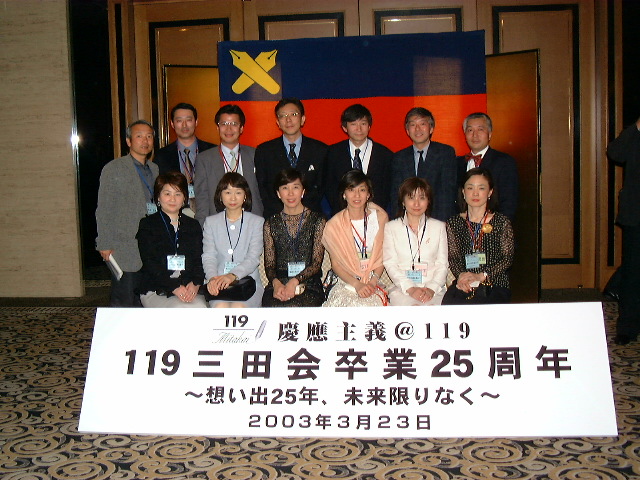 119
Mitakai
慶應主義@119
119三田会卒業25周年
〜想い出25年、未来限りなく〜
2003年3月23日